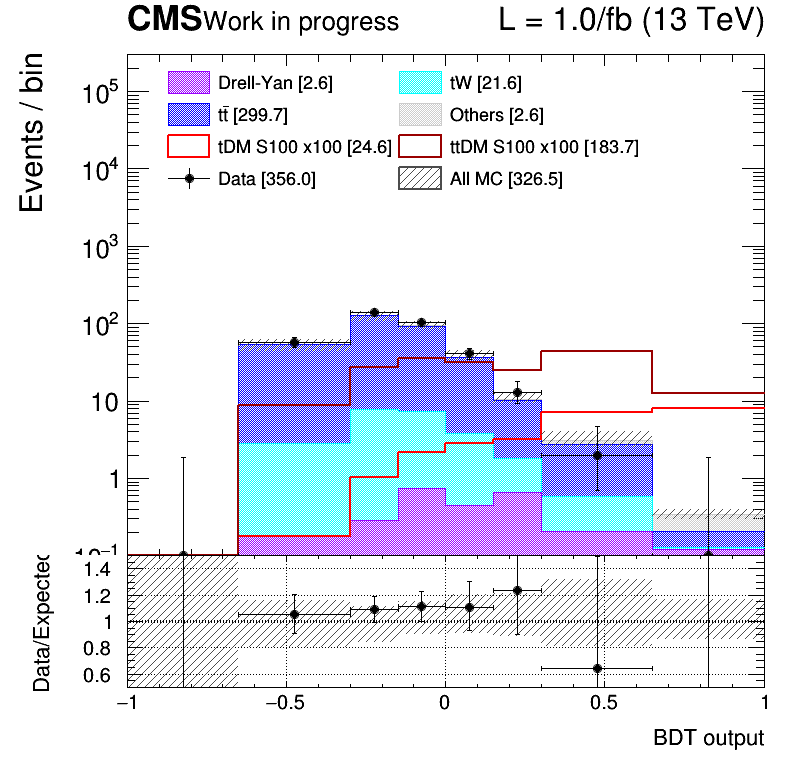 CMS Work in progress L = 1.0/fb (13 TeV)
Events / bin
Drell-Yan [2.6] tW [21.6]
tt̄ [299.7] Others [2.6]
tDM S100 x100 [24.6] ttDM S100 x100 [183.7]
Data [356.0] All MC [326.5]
10⁵
10⁴
10³
10²
10
1
10⁻¹
Data/Expected
1.4
1.2
1
0.8
0.6
−1 −0.5 0 0.5 1
BDT output